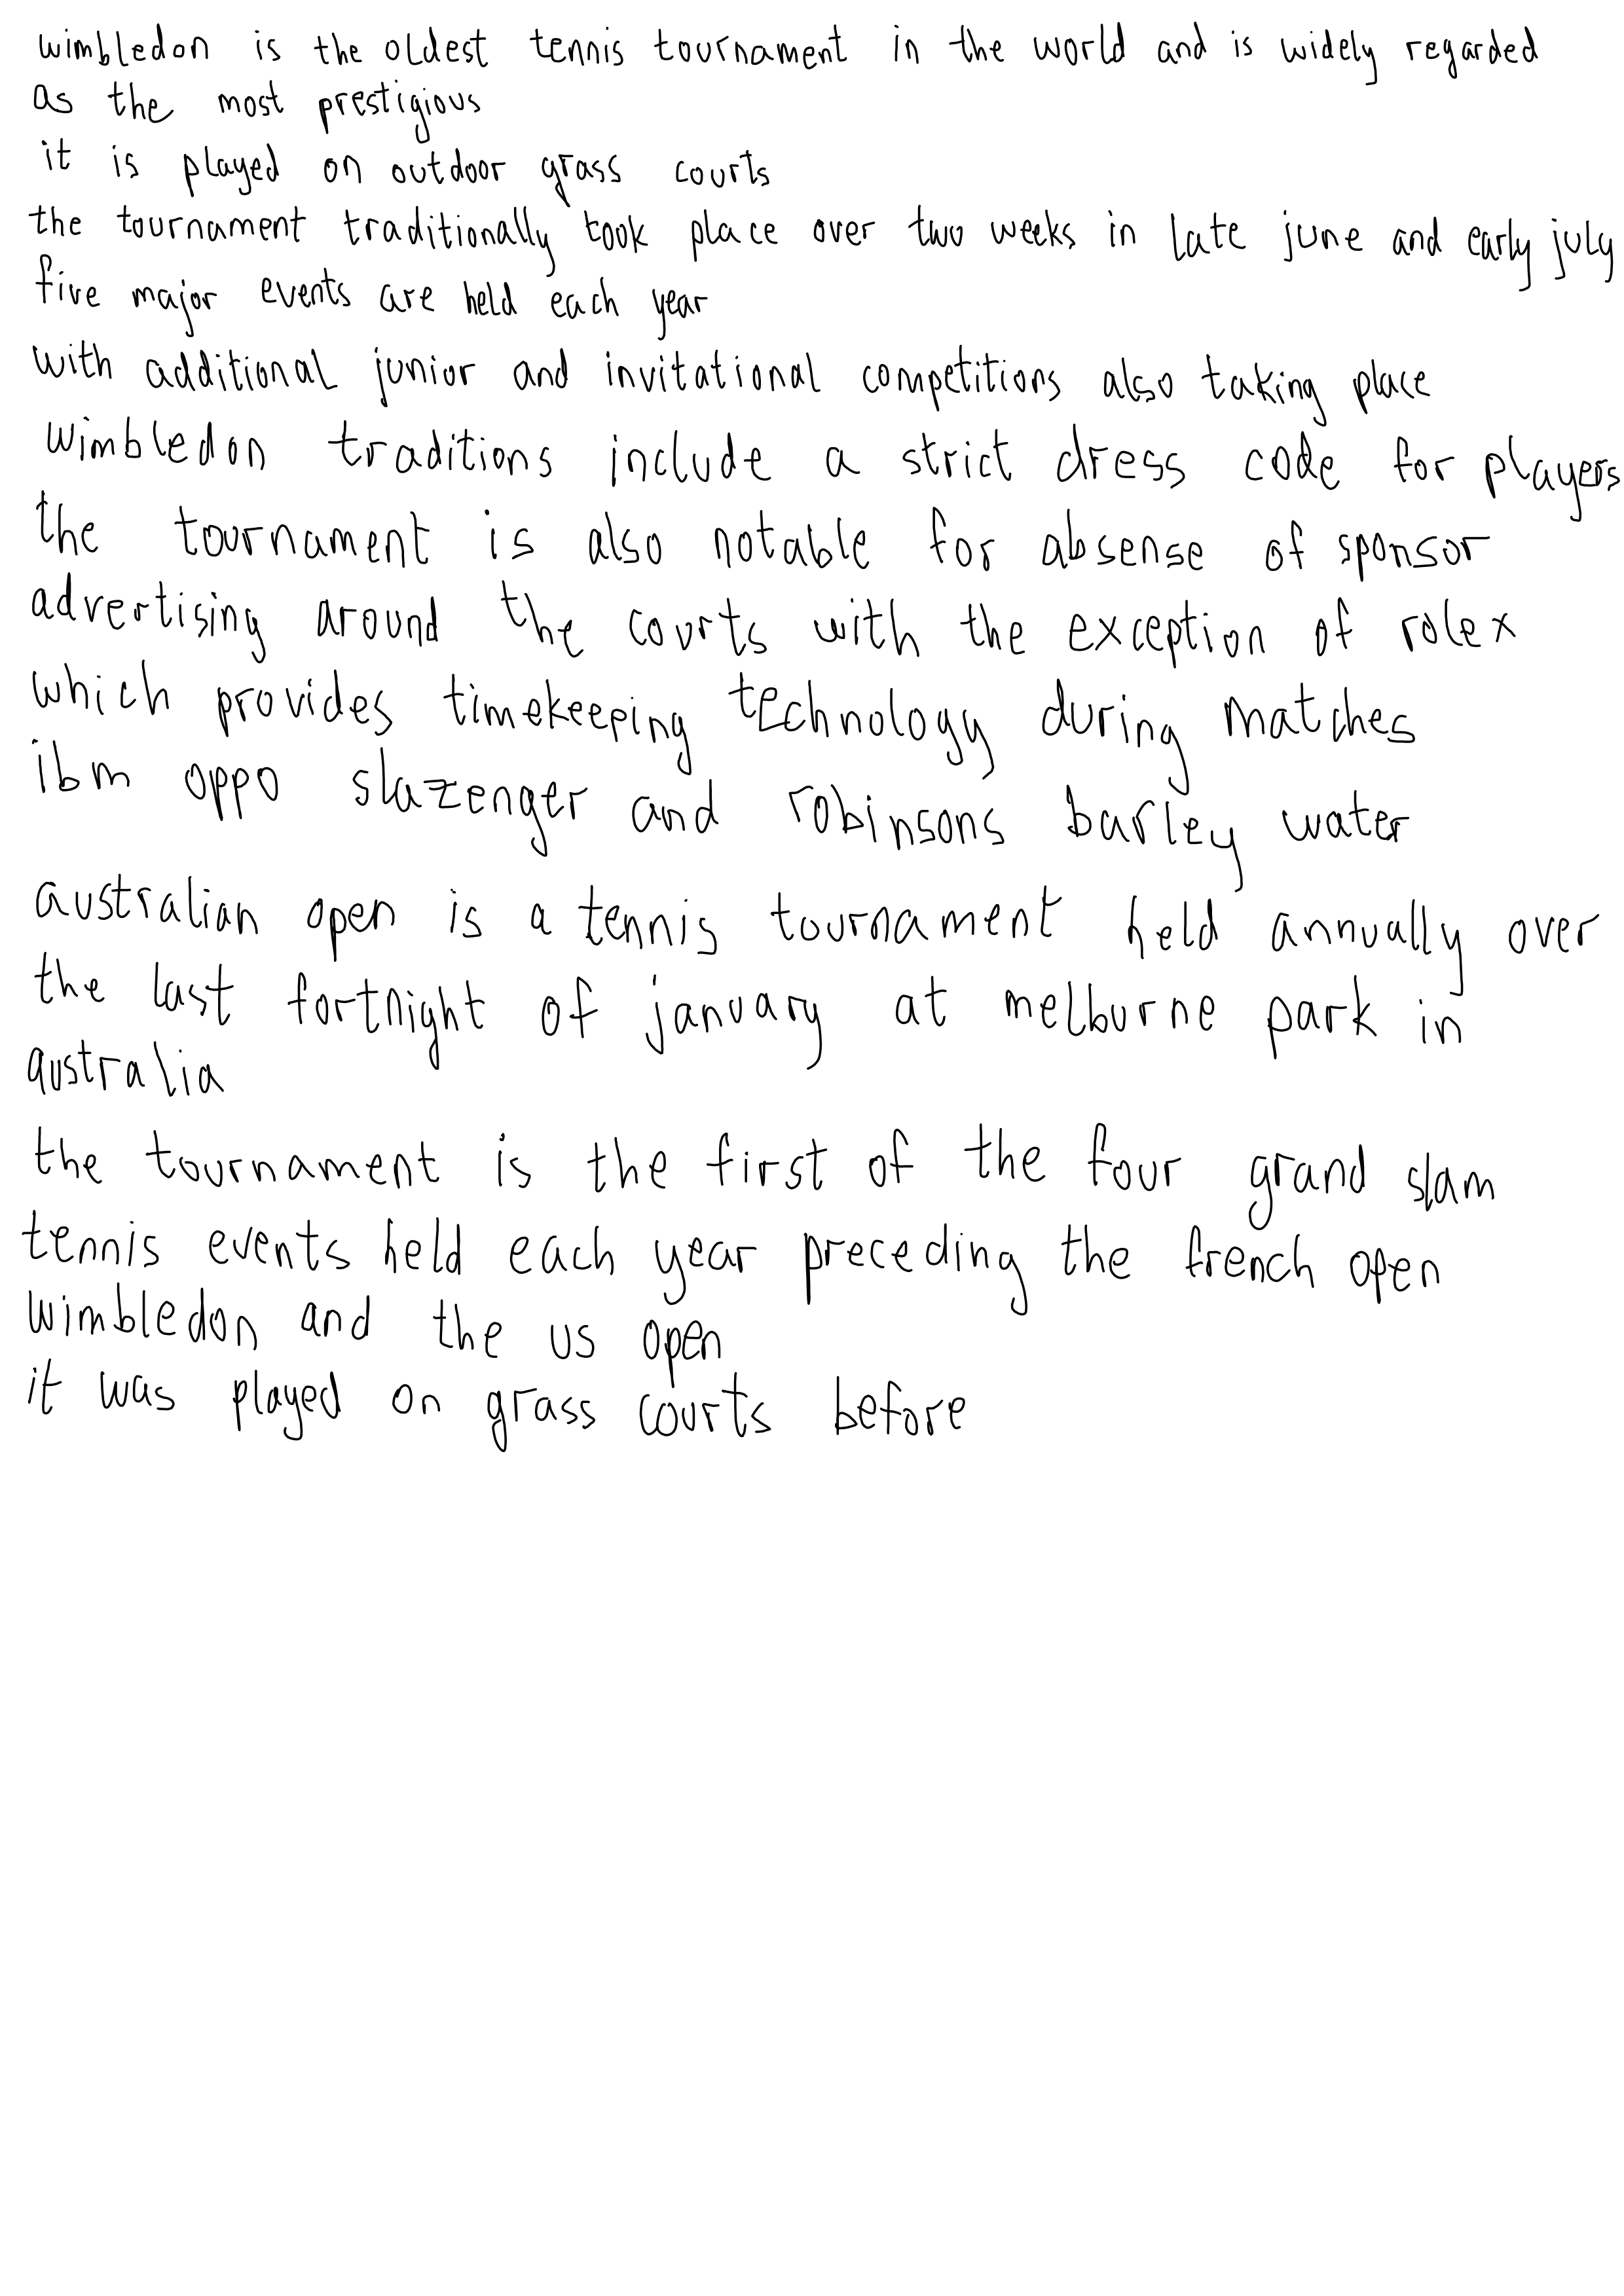 wimbledon is the oldest tennis tournament in the world and is widely regarded
as the most prestigious
it is played on outdoor grass courts
the tournament traditionally took place over two weeks in late june and early july
five major events are held each year
with additional junior and invitational competitions also taking place
wimbledon traditions include a strict dress code for players
the tournament is also notable for absense of sponsor
advertising around the courts with the exception of rolex
which provides timekeeping technology during matches
ibm oppo slazenger and robinsons barley water
australian open is a tennis tournament held annually over
the last fortnight of january at melburne park in
australia
the tournament is the first of the four grand slam
tennis events held each year preceding the french open
wimbledon and the us open
it was played on grass courts before